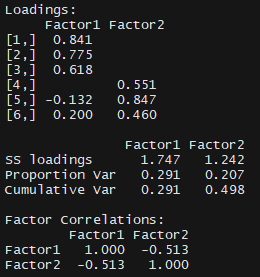 Loadings:
     Factor1 Factor2
[1,]  0.841
[2,]  0.775
[3,]  0.618
[4,]          0.551
[5,] -0.132   0.847
[6,]  0.200   0.460
               Factor1 Factor2
SS loadings      1.747   1.242
Proportion Var   0.291   0.207
Cumulative Var   0.291   0.498
Factor Correlations:
        Factor1 Factor2
Factor1   1.000  -0.513
Factor2  -0.513   1.000